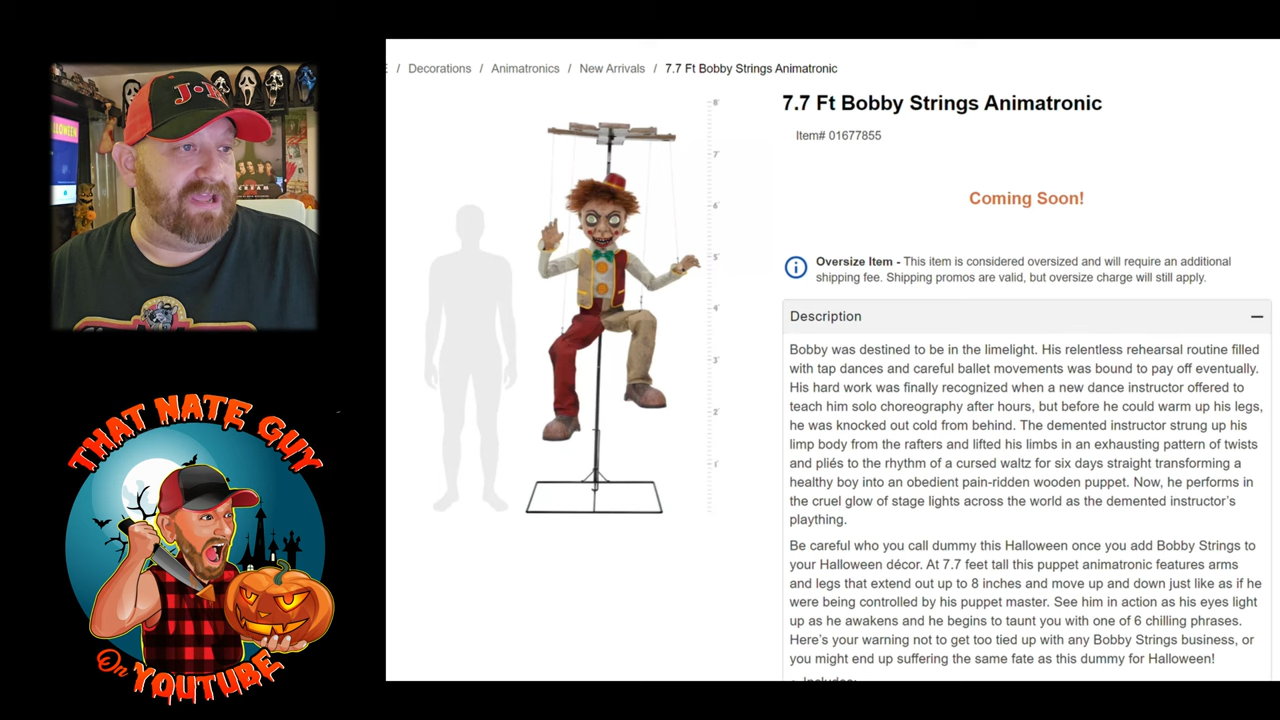 / Decorations / Animatronics / New Arrivals / 7.7 Ft Bobby Strings Animatronic
7.7 Ft Bobby Strings Animatronic
Item# 01677855
Coming Soon!
Oversize Item - This item is considered oversized and will require an additional
shipping fee. Shipping promos are valid, but oversize charge will still apply.
Description
Bobby was destined to be in the limelight. His relentless rehearsal routine filled
with tap dances and careful ballet movements was bound to pay off eventually.
His hard work was finally recognized when a new dance instructor offered to
teach him solo choreography after hours, but before he could warm up his legs,
he was knocked out cold from behind. The demented instructor strung up his
limp body from the rafters and lifted his limbs in an exhausting pattern of twists
and pliés to the rhythm of a cursed waltz for six days straight transforming a
healthy boy into an obedient pain-ridden wooden puppet. Now, he performs in
the cruel glow of stage lights across the world as the demented instructor's
plaything.
Be careful who you call dummy this Halloween once you add Bobby Strings to
your Halloween décor. At 7.7 feet tall this puppet animatronic features arms
and legs that extend out up to 8 inches and move up and down just like as if he
were being controlled by his puppet master. See him in action as his eyes light
up as he awakens and he begins to taunt you with one of 6 chilling phrases.
Here's your warning not to get too tied up with any Bobby Strings business, or
you might end up suffering the same fate as this dummy for Halloween!
8'
7'
6'
5'
4'
3'
2'
1'
SCREAM
THAT NATE GUY
On YOUTUBE